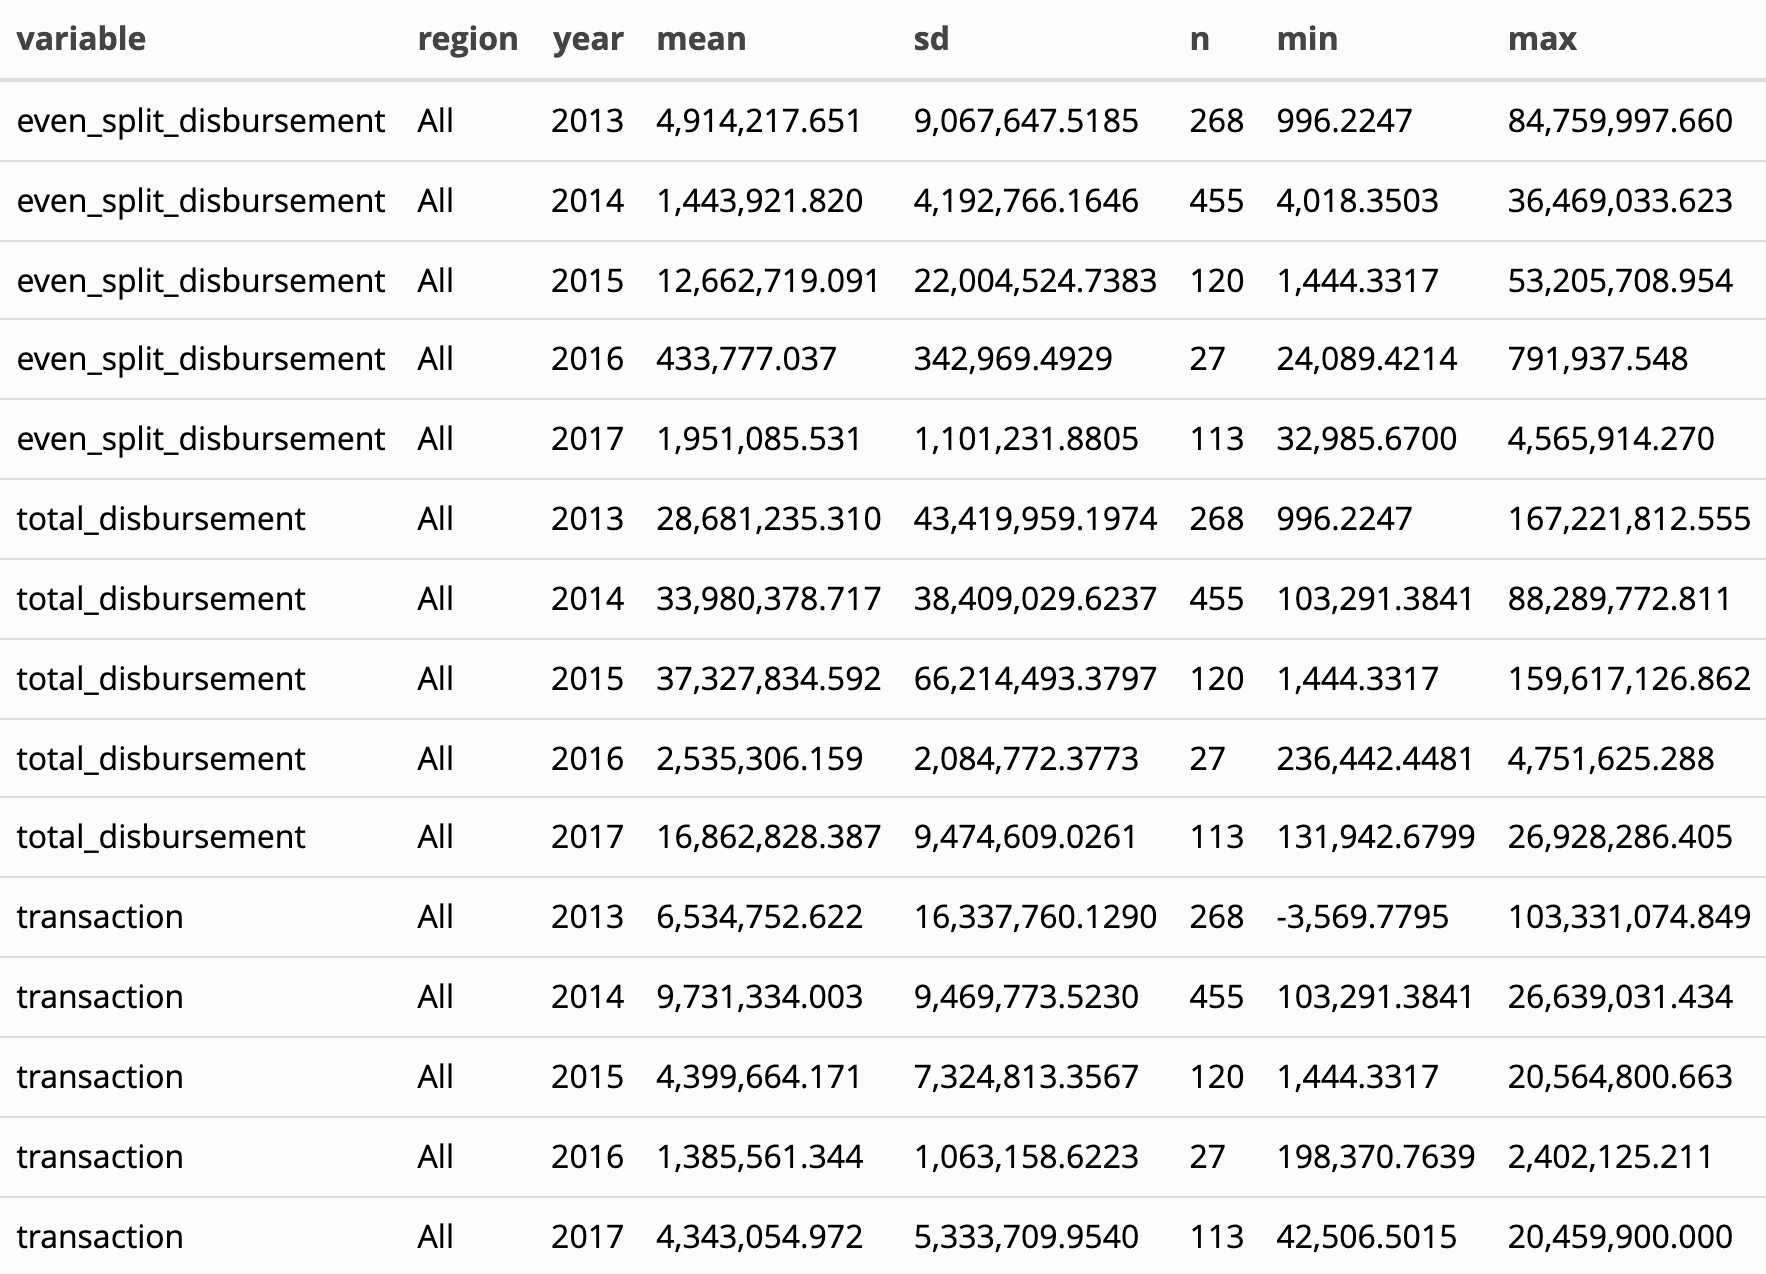 variable region year mean sd n min max
even_split_disbursement All 2013 4,914,217.651 9,067,647.5185 268 996.2247 84,759,997.660
even_split_disbursement All 2014 1,443,921.820 4,192,766.1646 455 4,018.3503 36,469,033.623
even_split_disbursement All 2015 12,662,719.091 22,004,524.7383 120 1,444.3317 53,205,708.954
even_split_disbursement All 2016 433,777.037 342,969.4929 27 24,089.4214 791,937.548
even_split_disbursement All 2017 1,951,085.531 1,101,231.8805 113 32,985.6700 4,565,914.270
total_disbursement All 2013 28,681,235.310 43,419,959.1974 268 996.2247 167,221,812.555
total_disbursement All 2014 33,980,378.717 38,409,029.6237 455 103,291.3841 88,289,772.811
total_disbursement All 2015 37,327,834.592 66,214,493.3797 120 1,444.3317 159,617,126.862
total_disbursement All 2016 2,535,306.159 2,084,772.3773 27 236,442.4481 4,751,625.288
total_disbursement All 2017 16,862,828.387 9,474,609.0261 113 131,942.6799 26,928,286.405
transaction All 2013 6,534,752.622 16,337,760.1290 268 -3,569.7795 103,331,074.849
transaction All 2014 9,731,334.003 9,469,773.5230 455 103,291.3841 26,639,031.434
transaction All 2015 4,399,664.171 7,324,813.3567 120 1,444.3317 20,564,800.663
transaction All 2016 1,385,561.344 1,063,158.6223 27 198,370.7639 2,402,125.211
transaction All 2017 4,343,054.972 5,333,709.9540 113 42,506.5015 20,459,900.000